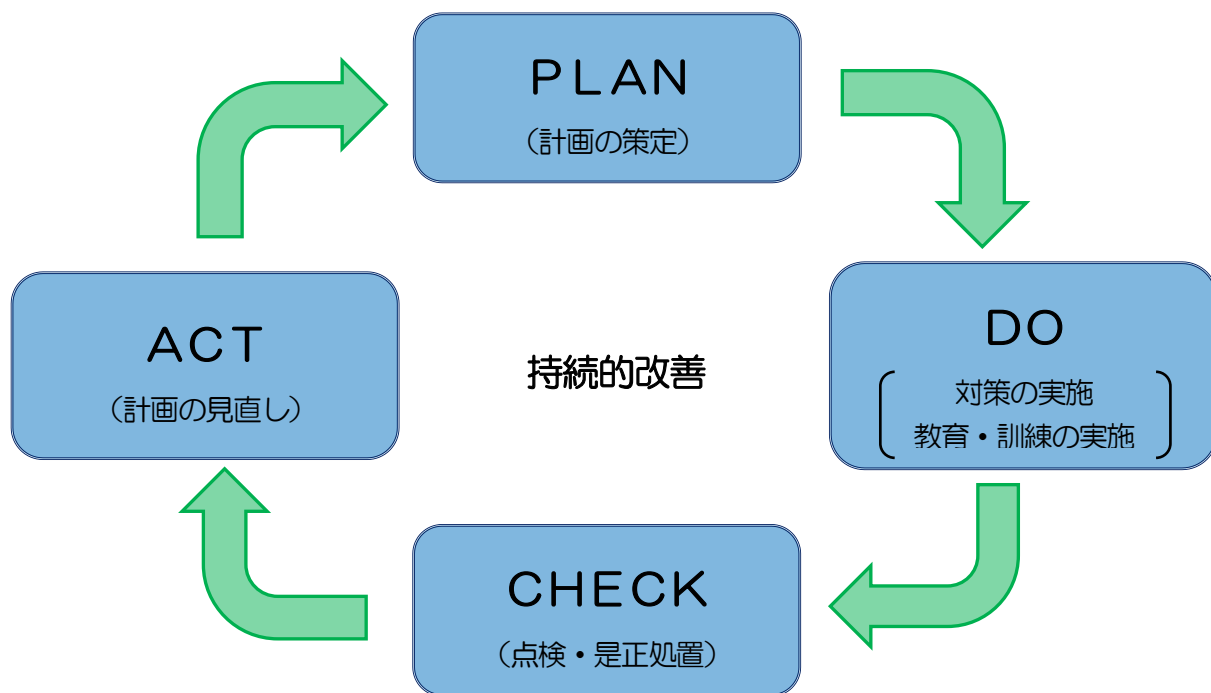 ＰＬＡＮ
（計画の策定）
ＤＯ
対策の実施
教育・訓練の実施
ＣＨＥＣＫ
（点検・是正処置）
ＡＣＴ
（計画の見直し）
持続的改善